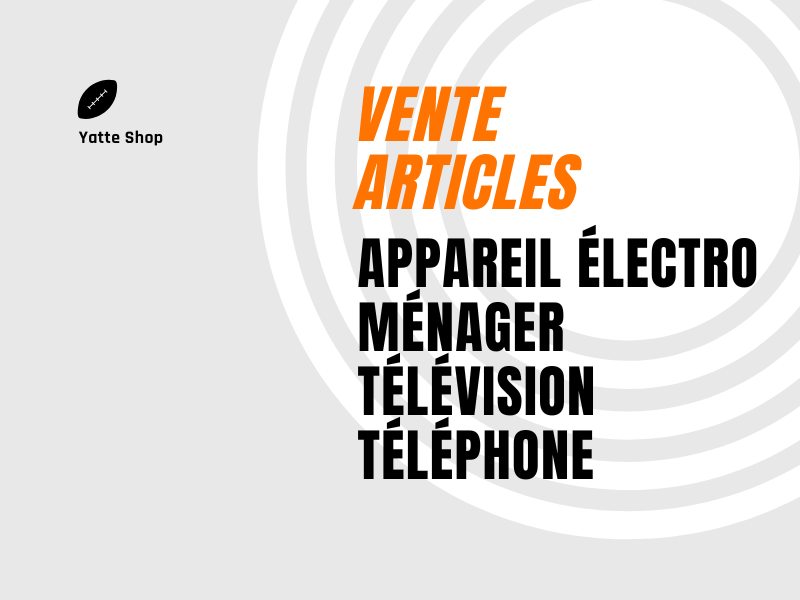 Yatte Shop
VENTE
ARTICLES
APPAREIL ÉLECTRO
MÉNAGER
TÉLÉVISION
TÉLÉPHONE